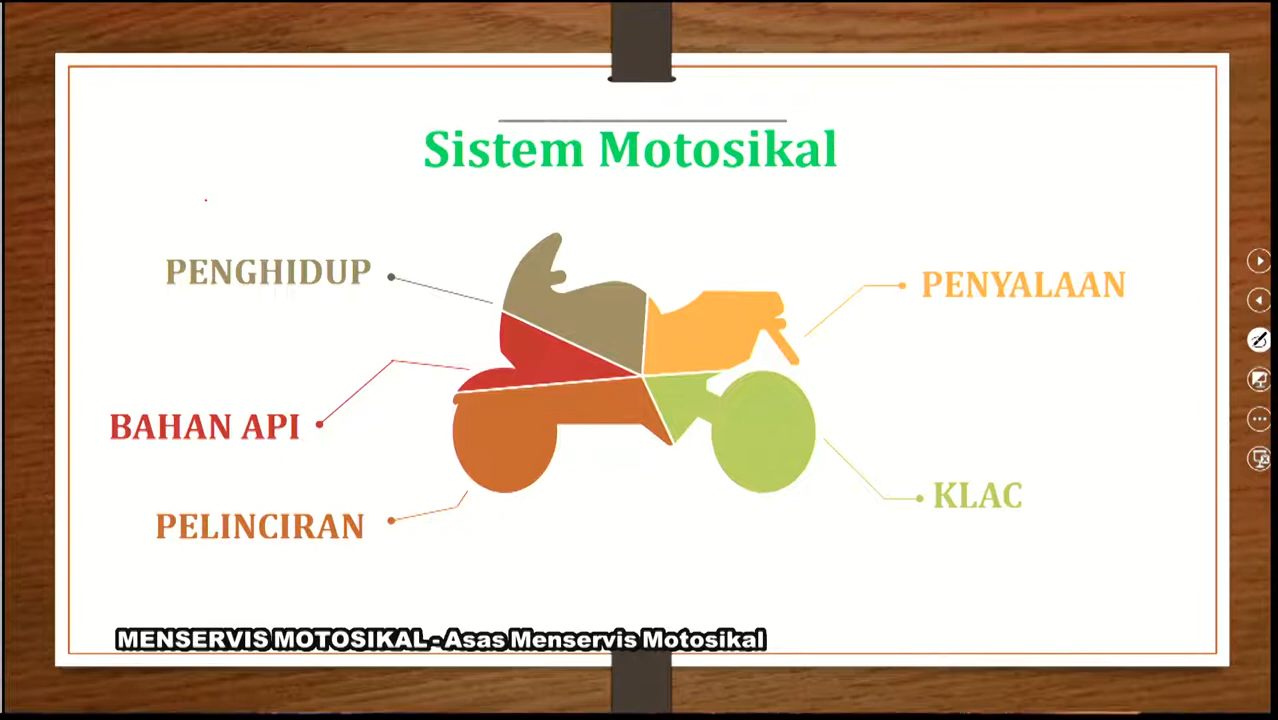 Sistem Motosikal
PENGHIDUP
PENYALAAN
BAHAN API
KLAC
PELINCIRAN
MENSERVIS MOTOSIKAL - Asas Menservis Motosikal